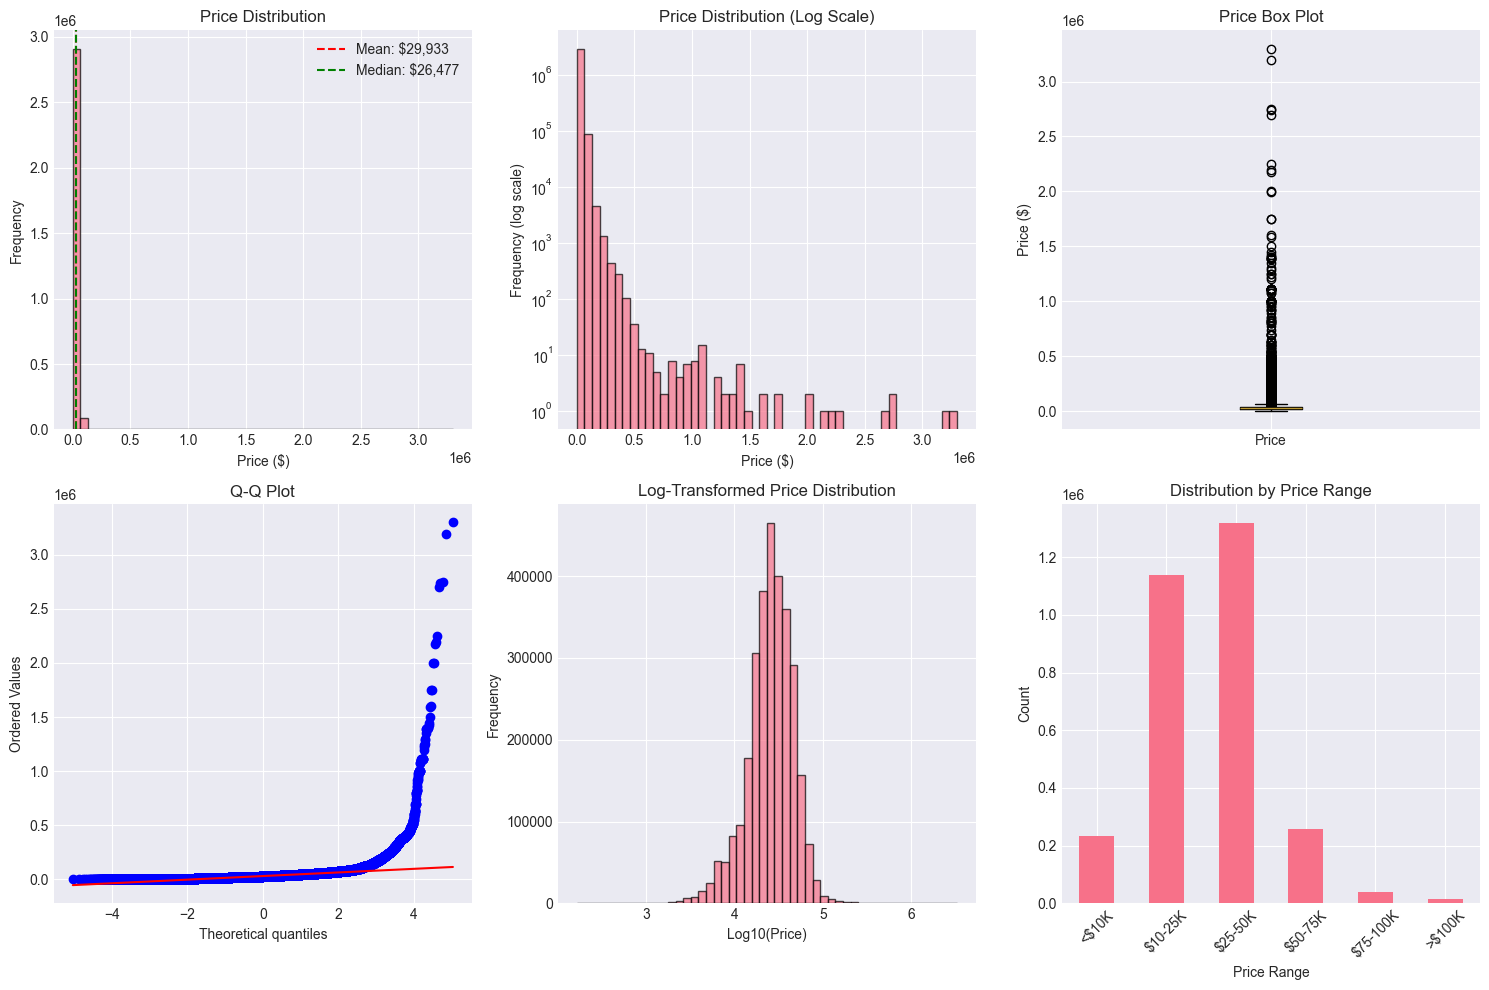 Price Distribution
1e6
3.0
2.5
2.0
1.5
1.0
0.5
0.0
Frequency
Mean: $29,933
Median: $26,477
0.0 0.5 1.0 1.5 2.0 2.5 3.0
Price ($)
1e6
Price Distribution (Log Scale)
10^6
10^5
10^4
10^3
10^2
10^1
10^0
Frequency (log scale)
0.0 0.5 1.0 1.5 2.0 2.5 3.0
Price ($)
1e6
Price Box Plot
1e6
3.0
2.5
2.0
1.5
1.0
0.5
0.0
Price ($)
Price
Q-Q Plot
1e6
3.0
2.5
2.0
1.5
1.0
0.5
0.0
Ordered Values
−4 −2 0 2 4
Theoretical quantiles
Log-Transformed Price Distribution
400000
300000
200000
100000
0
Frequency
3 4 5 6
Log10(Price)
Distribution by Price Range
1e6
1.2
1.0
0.8
0.6
0.4
0.2
0.0
Count
<$10K $10-25K $25-50K $50-75K $75-100K >$100K
Price Range